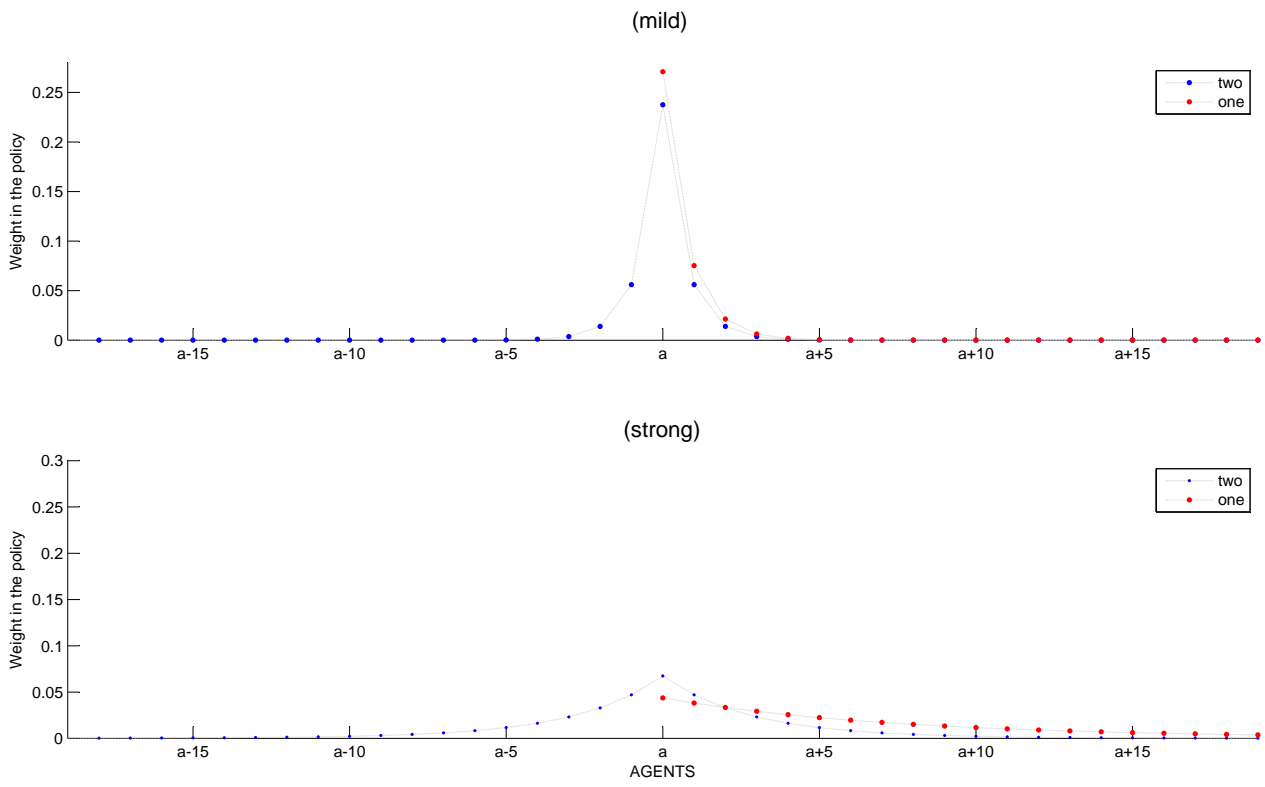 (mild)
Weight in the policy
0.25
0.2
0.15
0.1
0.05
0
a-15 a-10 a-5 a a+5 a+10 a+15
two
one
(strong)
Weight in the policy
0.3
0.25
0.2
0.15
0.1
0.05
0
a-15 a-10 a-5 a a+5 a+10 a+15
AGENTS
two
one